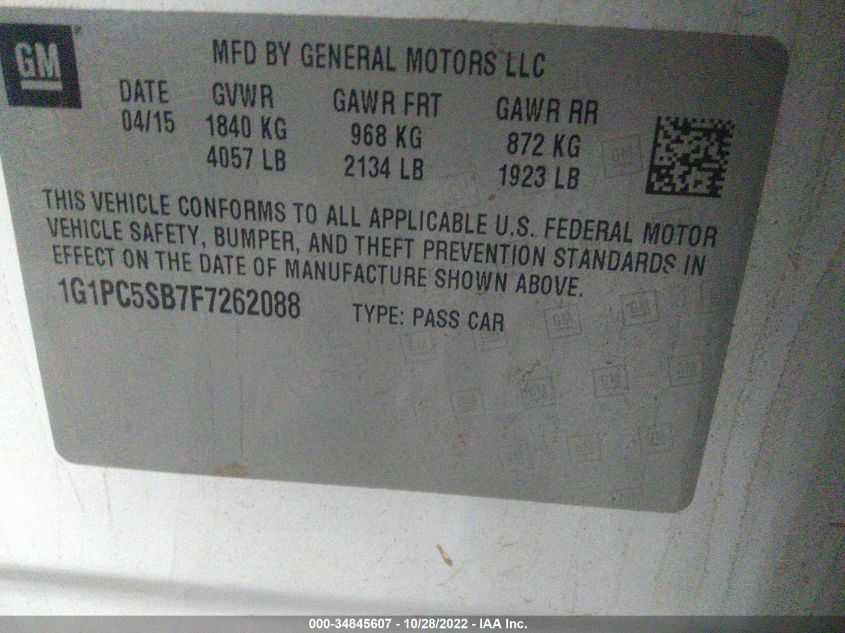 GM
MFD BY GENERAL MOTORS LLC
DATE GVWR GAWR FRT GAWR RR
04/15 1840 KG 968 KG 872 KG
4057 LB 2134 LB 1923 LB
THIS VEHICLE CONFORMS TO ALL APPLICABLE U.S. FEDERAL MOTOR
VEHICLE SAFETY, BUMPER, AND THEFT PREVENTION STANDARDS IN
EFFECT ON THE DATE OF MANUFACTURE SHOWN ABOVE.
1G1PC5SB7F7262088 TYPE: PASS CAR
000-34845607 - 10/28/2022 - IAA Inc.